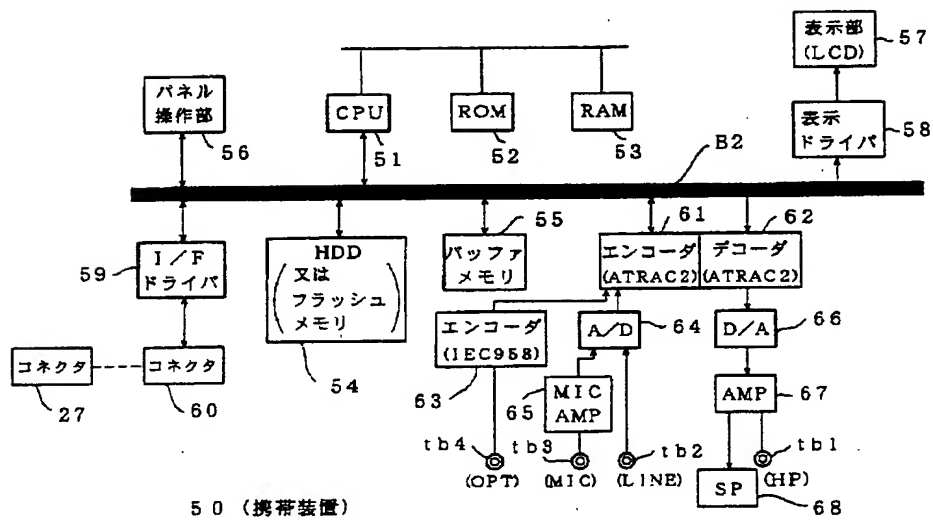 表示部
(LCD)
57
パネル
操作部
56
CPU
51
ROM
52
RAM
53
表示
ドライバ
58
B2
I/F
ドライバ
59
HDD
(又は
フラッシュ
メモリ)
54
バッファ
メモリ
55
エンコーダ
(ATRAC2)
61
デコーダ
(ATRAC2)
62
エンコーダ
(IEC958)
63
A/D
64
D/A
66
コネクタ
27
コネクタ
60
MIC
AMP
65
AMP
67
tb4
(OPT)
tb3
(MIC)
tb2
(LINE)
tb1
(HP)
SP
68
50 (携帯装置)